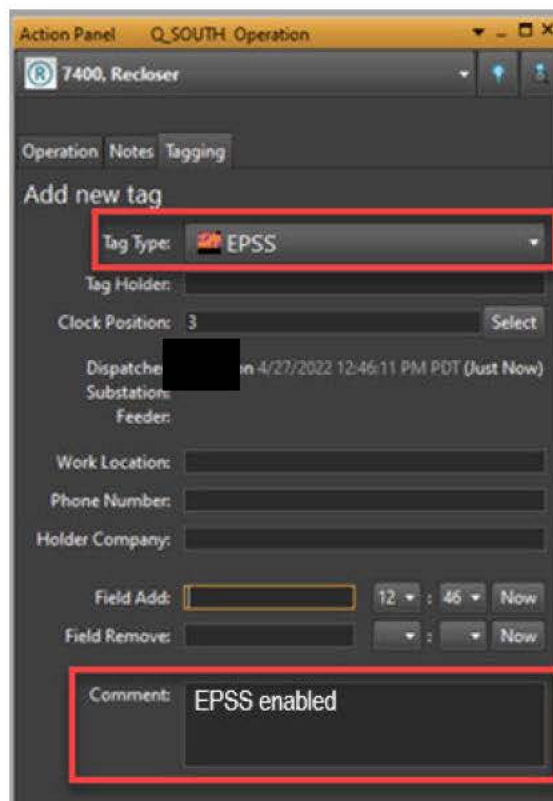 Action Panel Q_SOUTH Operation
® 7400, Recloser
Operation Notes Tagging
Add new tag
Tag Type: EPSS
Tag Holder:
Clock Position: 3 Select
Dispatche on 4/27/2022 12:46:11 PM PDT (Just Now)
Substation:
Feeder:
Work Location:
Phone Number:
Holder Company:
Field Add: 12 : 46 Now
Field Remove: : Now
Comment: EPSS enabled